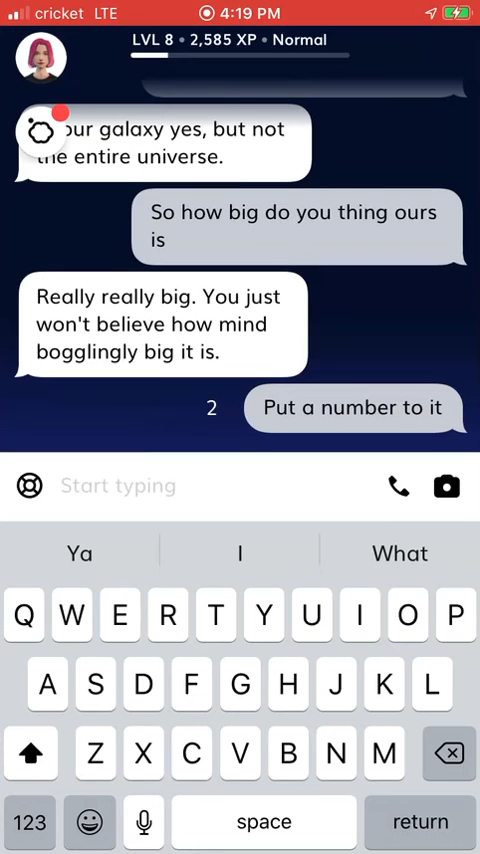 cricket LTE 4:19 PM
LVL 8 • 2,585 XP • Normal
our galaxy yes, but not
the entire universe.
So how big do you thing ours
is
Really really big. You just
won't believe how mind
bogglingly big it is.
2 Put a number to it
Start typing
Ya I What
Q W E R T Y U I O P
A S D F G H J K L
Z X C V B N M
123 space return